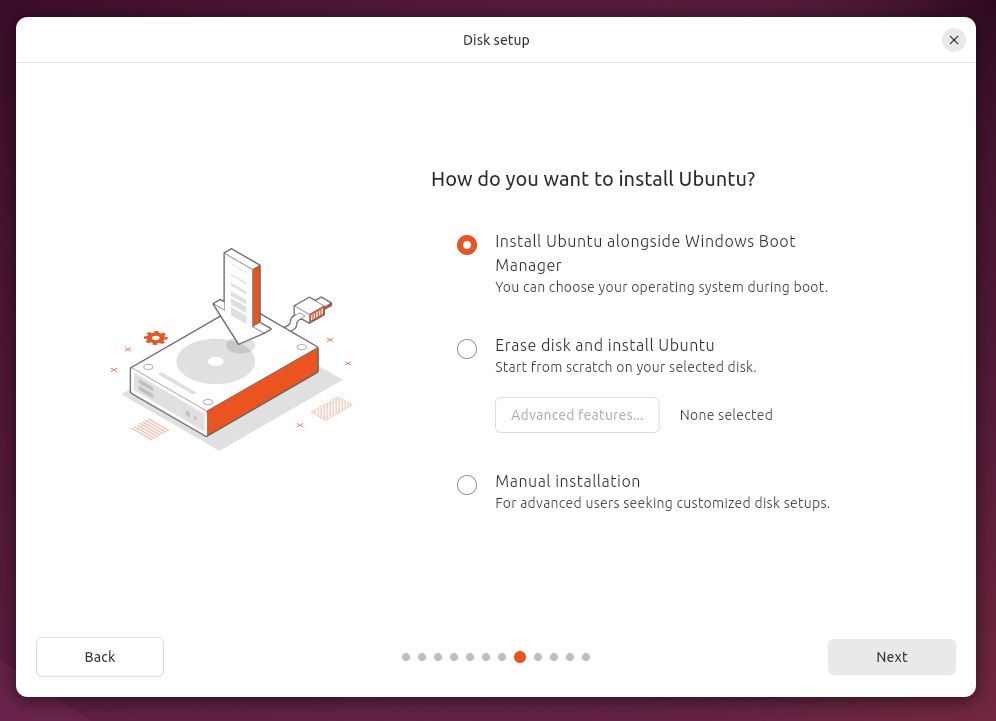 Disk setup
How do you want to install Ubuntu?
Install Ubuntu alongside Windows Boot
Manager
You can choose your operating system during boot.
Erase disk and install Ubuntu
Start from scratch on your selected disk.
Advanced features... None selected
Manual installation
For advanced users seeking customized disk setups.
Back Next